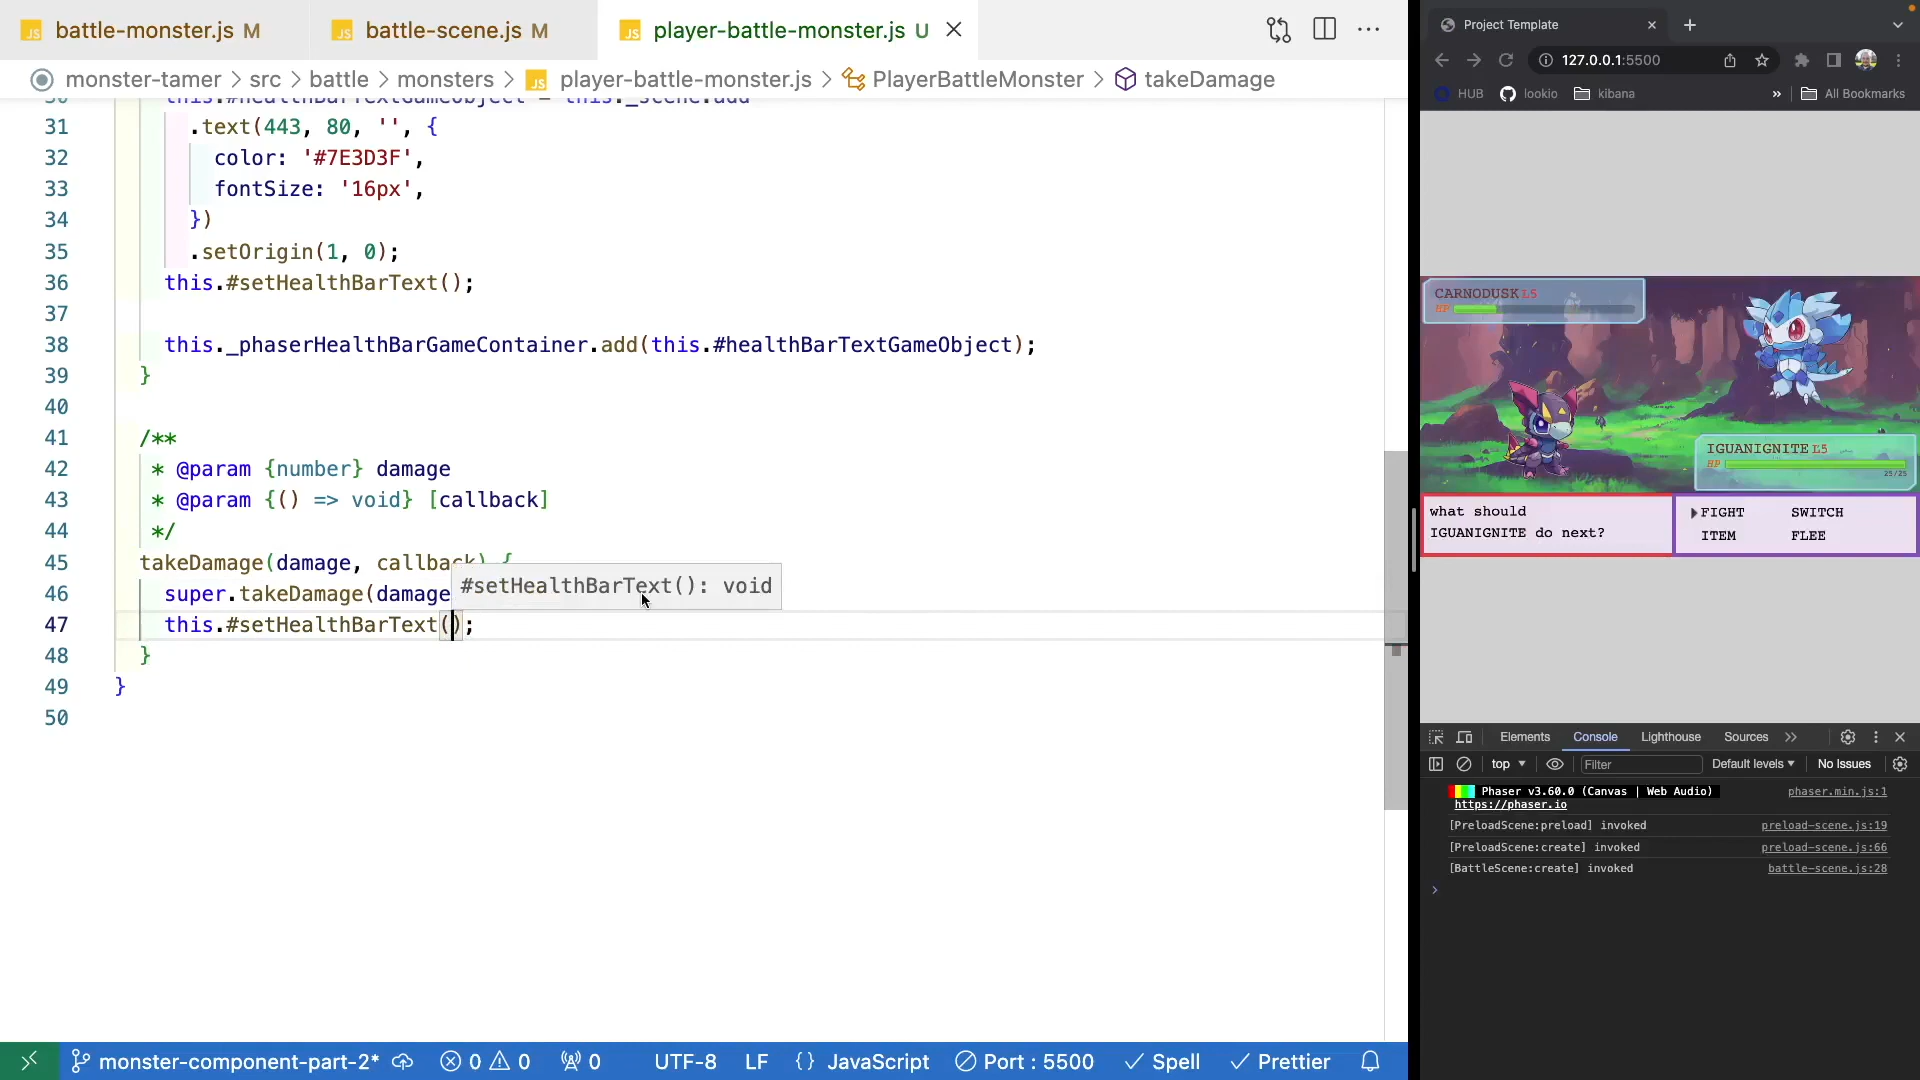 battle-monster.js M
battle-scene.js M
player-battle-monster.js U
monster-tamer > src > battle > monsters > player-battle-monster.js > PlayerBattleMonster > takeDamage
30 this.#healthBarTextGameObject = this._scene.add
31 .text(443, 80, '', {
32 color: '#7E3D3F',
33 fontSize: '16px',
34 })
35 .setOrigin(1, 0);
36 this.#setHealthBarText();
37
38 this._phaserHealthBarGameContainer.add(this.#healthBarTextGameObject);
39 }
40
41 /**
42 * @param {number} damage
43 * @param {() => void} [callback]
44 */
45 takeDamage(damage, callback) {
#setHealthBarText(): void
46 super.takeDamage(damage
47 this.#setHealthBarText();
48 }
49 }
50
monster-component-part-2* 0 0 0 UTF-8 LF {} JavaScript Port : 5500 Spell Prettier
Project Template
127.0.0.1:5500
HUB lookio kibana » All Bookmarks
CARNODUSK L5
HP
IGUANIGNITE L5
HP
25/25
what should
IGUANIGNITE do next?
FIGHT SWITCH
ITEM FLEE
Elements Console Lighthouse Sources
top Filter Default levels No Issues
Phaser v3.60.0 (Canvas | Web Audio) phaser.min.js:1
https://phaser.io
[PreloadScene:preload] invoked preload-scene.js:19
[PreloadScene:create] invoked preload-scene.js:66
[BattleScene:create] invoked battle-scene.js:28